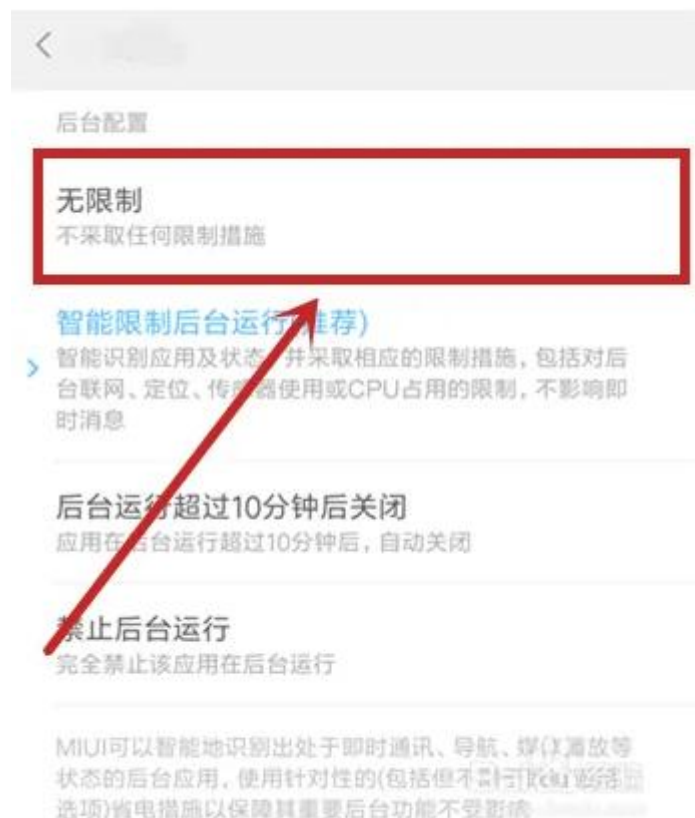 后台配置
无限制
不采取任何限制措施
智能限制后台运行(推荐)
智能识别应用及状态，并采取相应的限制措施，包括对后
台联网、定位、传感器使用或CPU占用的限制，不影响即
时消息
后台运行超过10分钟后关闭
应用在后台运行超过10分钟后，自动关闭
禁止后台运行
完全禁止该应用在后台运行
MIUI可以智能地识别出处于即时通讯、导航、媒体播放等
状态的后台应用，使用针对性的(包括但不
选项)省电措施以保障其重要后台功能不受影响